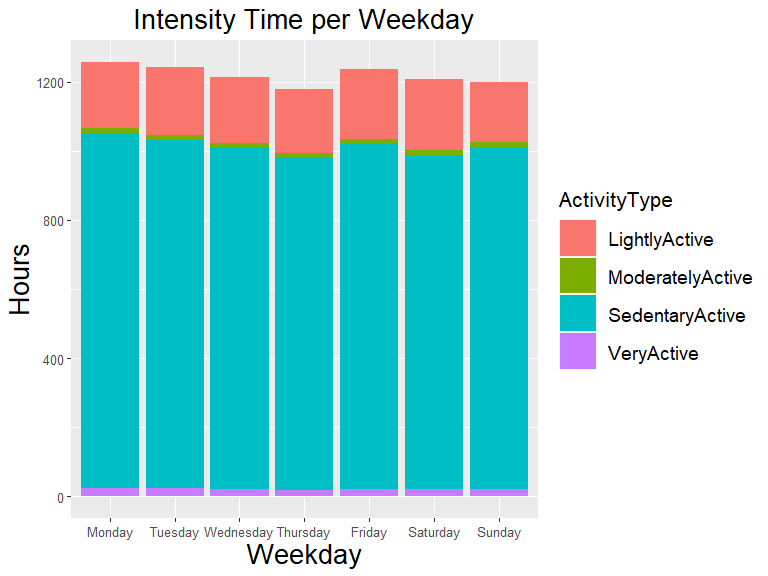 Intensity Time per Weekday
Hours
1200
800
400
0
Monday Tuesday Wednesday Thursday Friday Saturday Sunday
Weekday
ActivityType
LightlyActive
ModeratelyActive
SedentaryActive
VeryActive